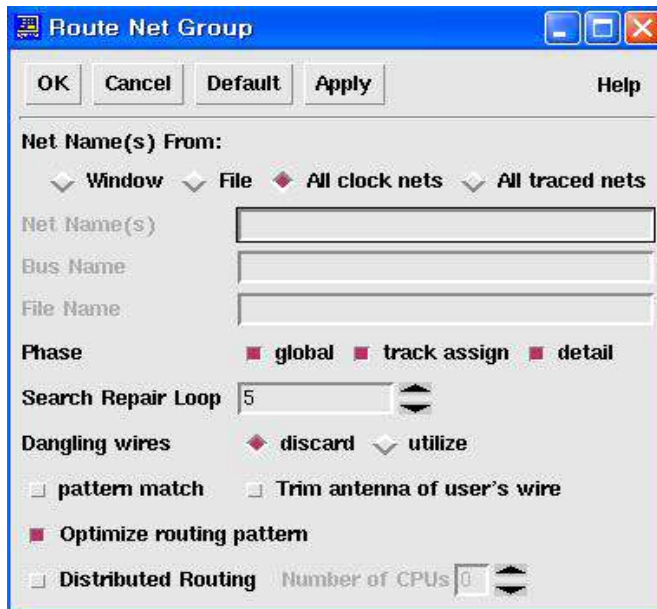 Route Net Group
OK Cancel Default Apply Help
Net Name(s) From:
Window File All clock nets All traced nets
Net Name(s)
Bus Name
File Name
Phase global track assign detail
Search Repair Loop 5
Dangling wires discard utilize
pattern match Trim antenna of user's wire
Optimize routing pattern
Distributed Routing Number of CPUs 0